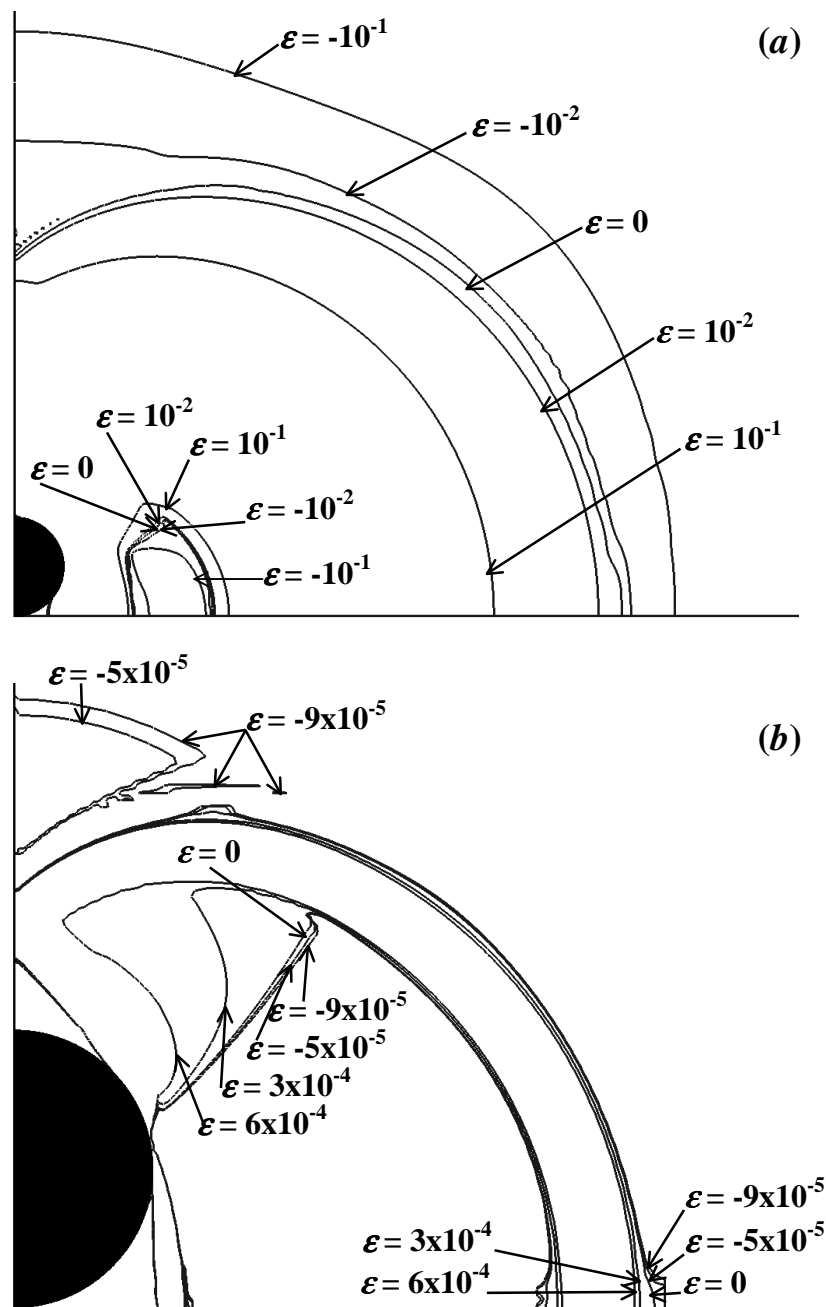 ε = -10⁻¹
(a)
ε = -10⁻²
ε = 0
ε = 10⁻²
ε = 10⁻¹
ε = 10⁻²
ε = 10⁻¹
ε = 0
ε = -10⁻²
ε = -10⁻¹
ε = -5x10⁻⁵
ε = -9x10⁻⁵
(b)
ε = 0
ε = -9x10⁻⁵
ε = -5x10⁻⁵
ε = 3x10⁻⁴
ε = 6x10⁻⁴
ε = -9x10⁻⁵
ε = 3x10⁻⁴
ε = -5x10⁻⁵
ε = 6x10⁻⁴
ε = 0